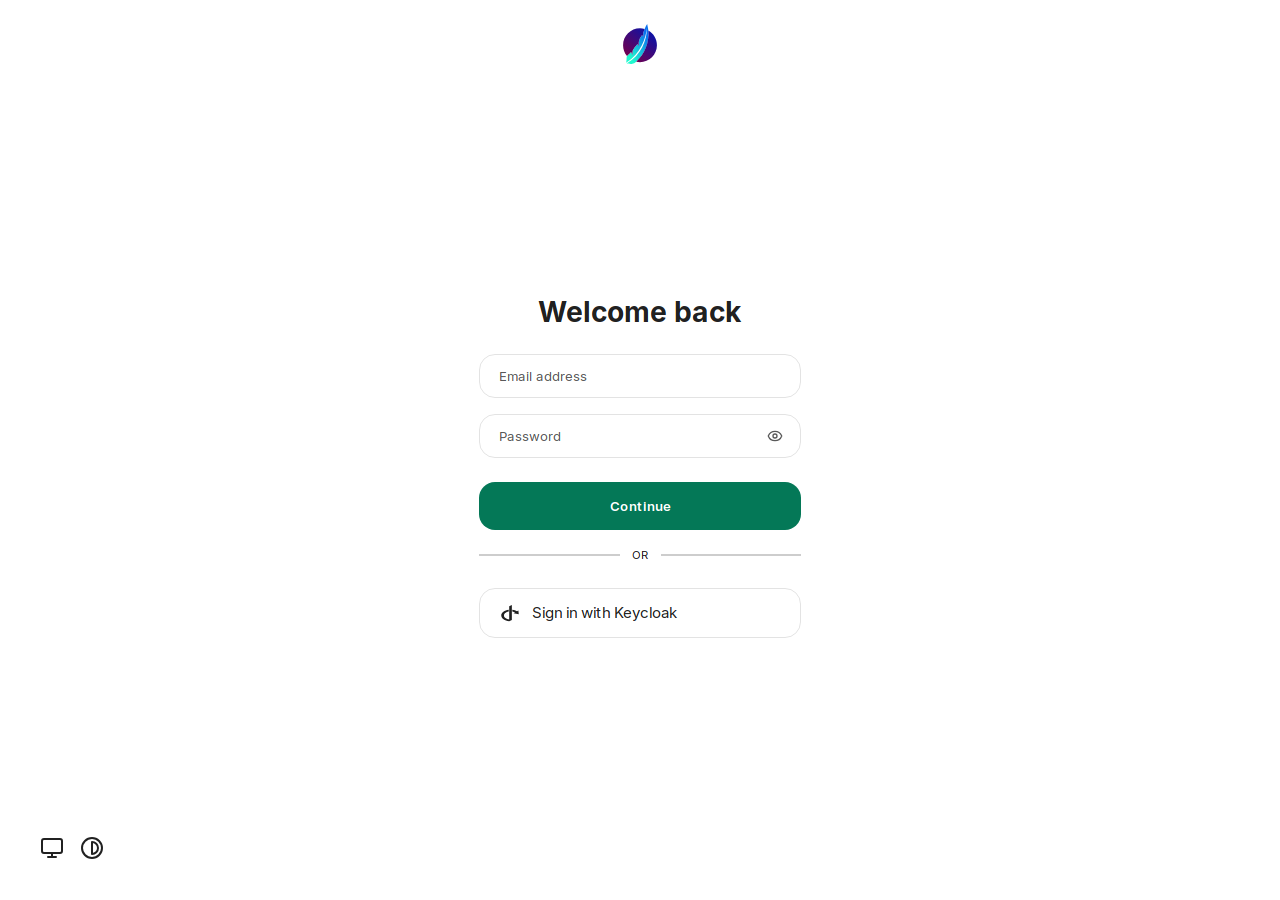 Welcome back
Email address
Password
Continue
OR
Sign in with Keycloak